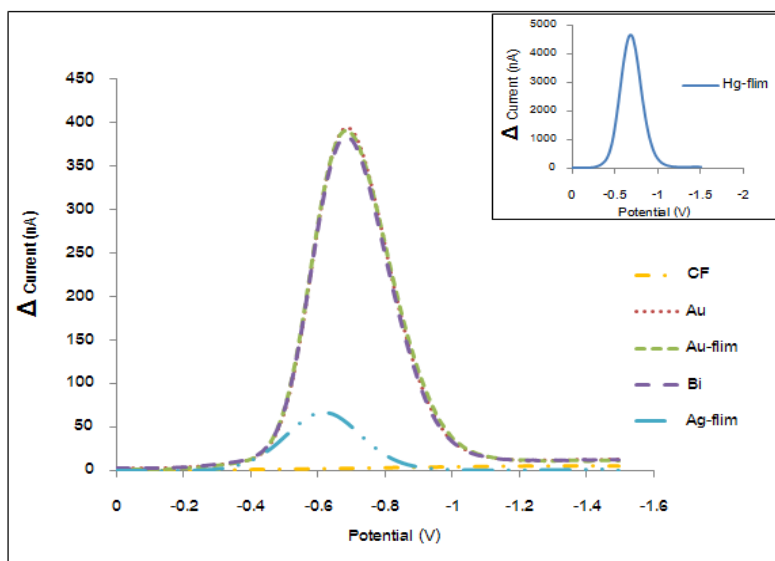 5000
4000
3000
2000
1000
0
0 -0.5 -1 -1.5 -2
Δ Current (nA)
Potential (V)
Hg-flim
450
400
350
300
250
200
150
100
50
0
0 -0.2 -0.4 -0.6 -0.8 -1 -1.2 -1.4 -1.6
Δ Current (nA)
Potential (V)
CF
Au
Au-flim
Bi
Ag-flim